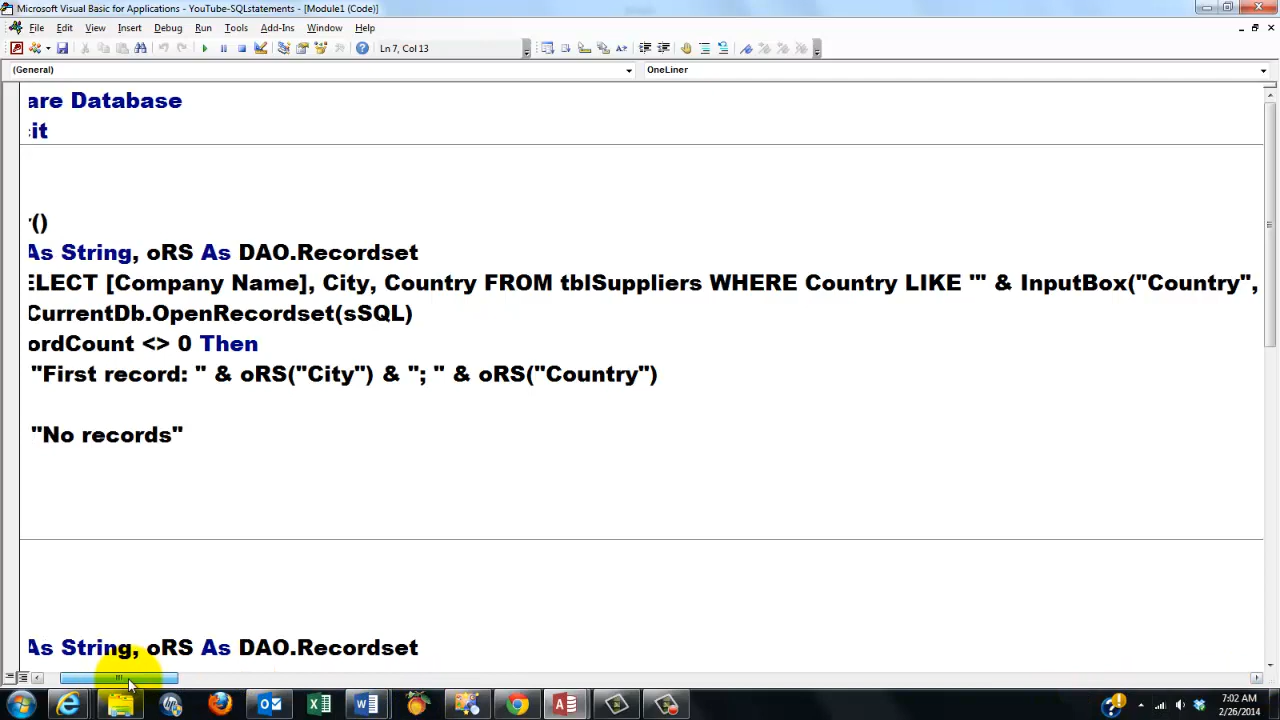 Microsoft Visual Basic for Applications - YouTube-SQLstatements - [Module1 (Code)]
File Edit View Insert Debug Run Tools Add-Ins Window Help
Ln 7, Col 13
(General) OneLiner
are Database
it
()
As String, oRS As DAO.Recordset
ELECT [Company Name], City, Country FROM tblSuppliers WHERE Country LIKE '" & InputBox("Country",
CurrentDb.OpenRecordset(sSQL)
ordCount <> 0 Then
"First record: " & oRS("City") & "; " & oRS("Country")
"No records"
As String, oRS As DAO.Recordset
7:02 AM
2/26/2014